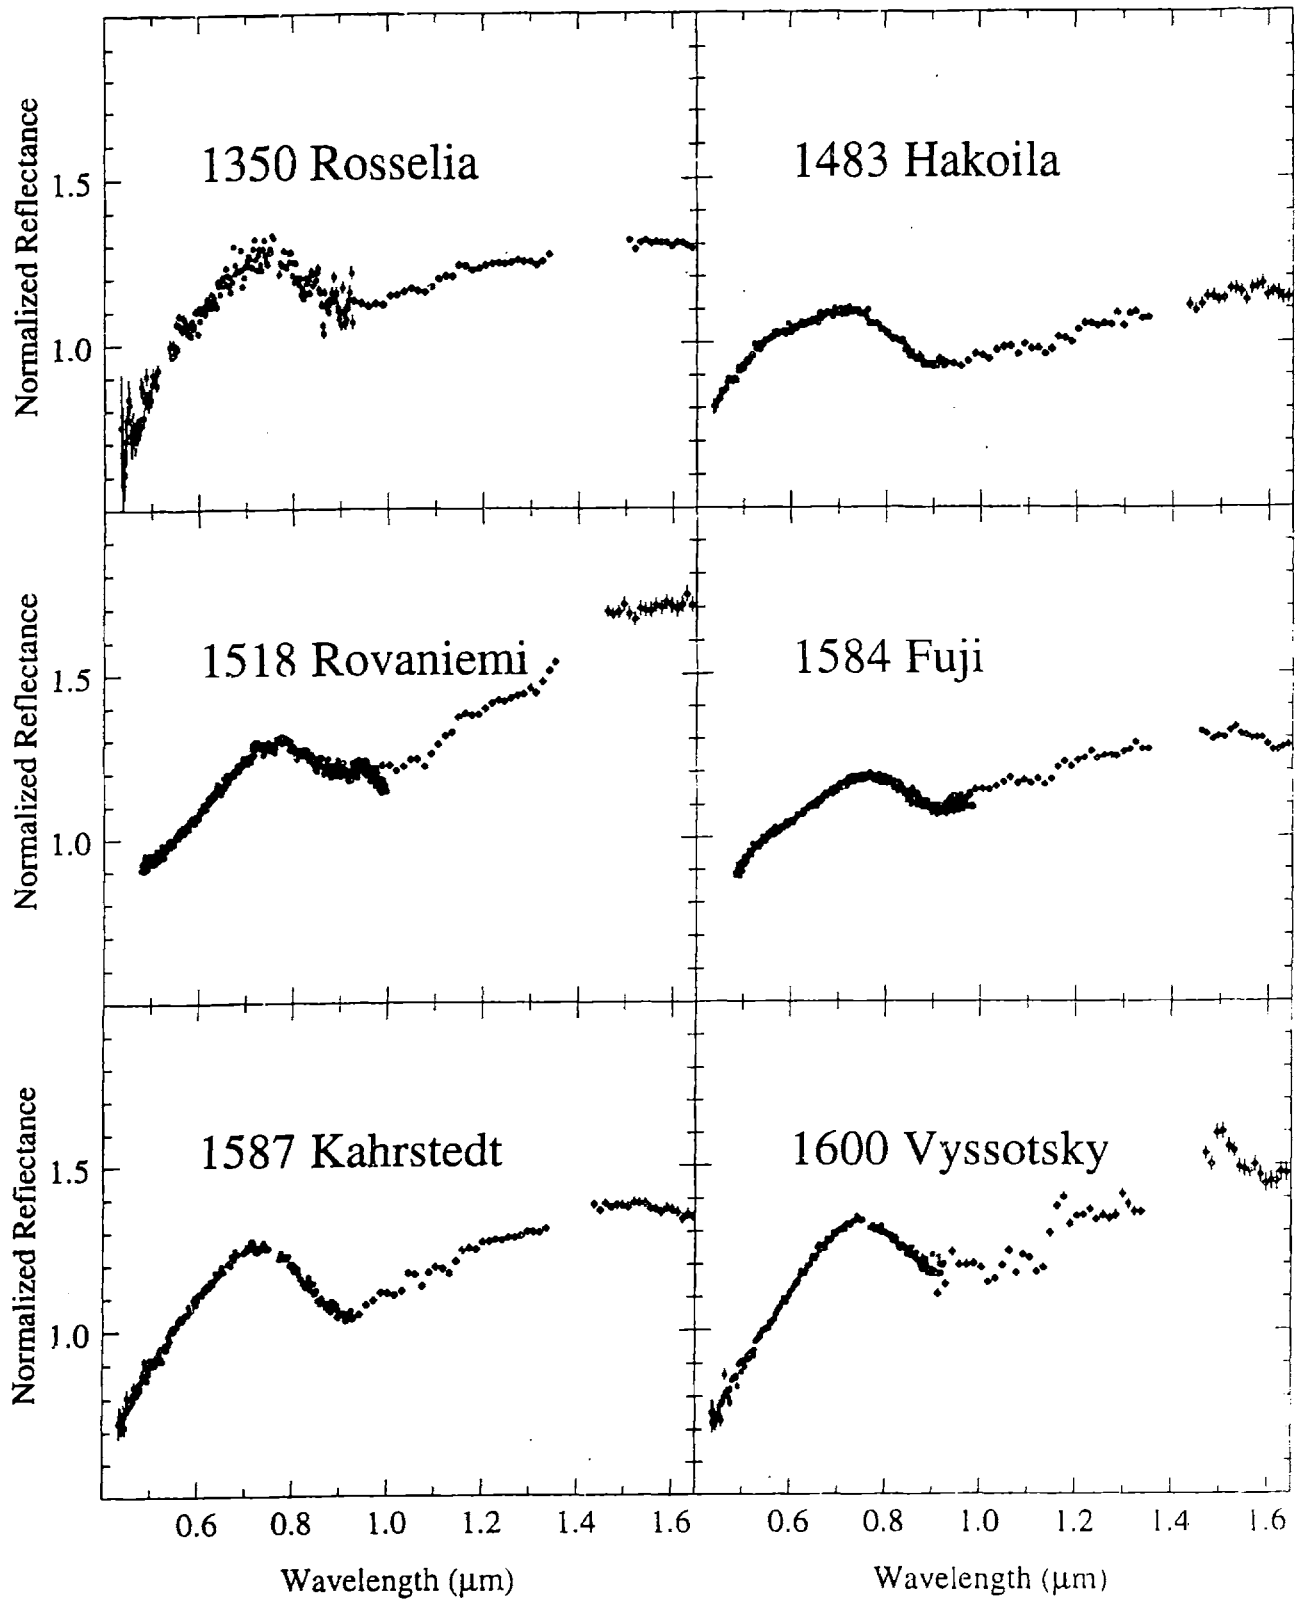 Normalized Reflectance
1.5
1.0
1350 Rosselia
1483 Hakoila
Normalized Reflectance
1.5
1.0
1518 Rovaniemi
1584 Fuji
Normalized Reflectance
1.5
1.0
1587 Kahrstedt
1600 Vyssotsky
0.6 0.8 1.0 1.2 1.4 1.6
0.6 0.8 1.0 1.2 1.4 1.6
Wavelength (μm)
Wavelength (μm)